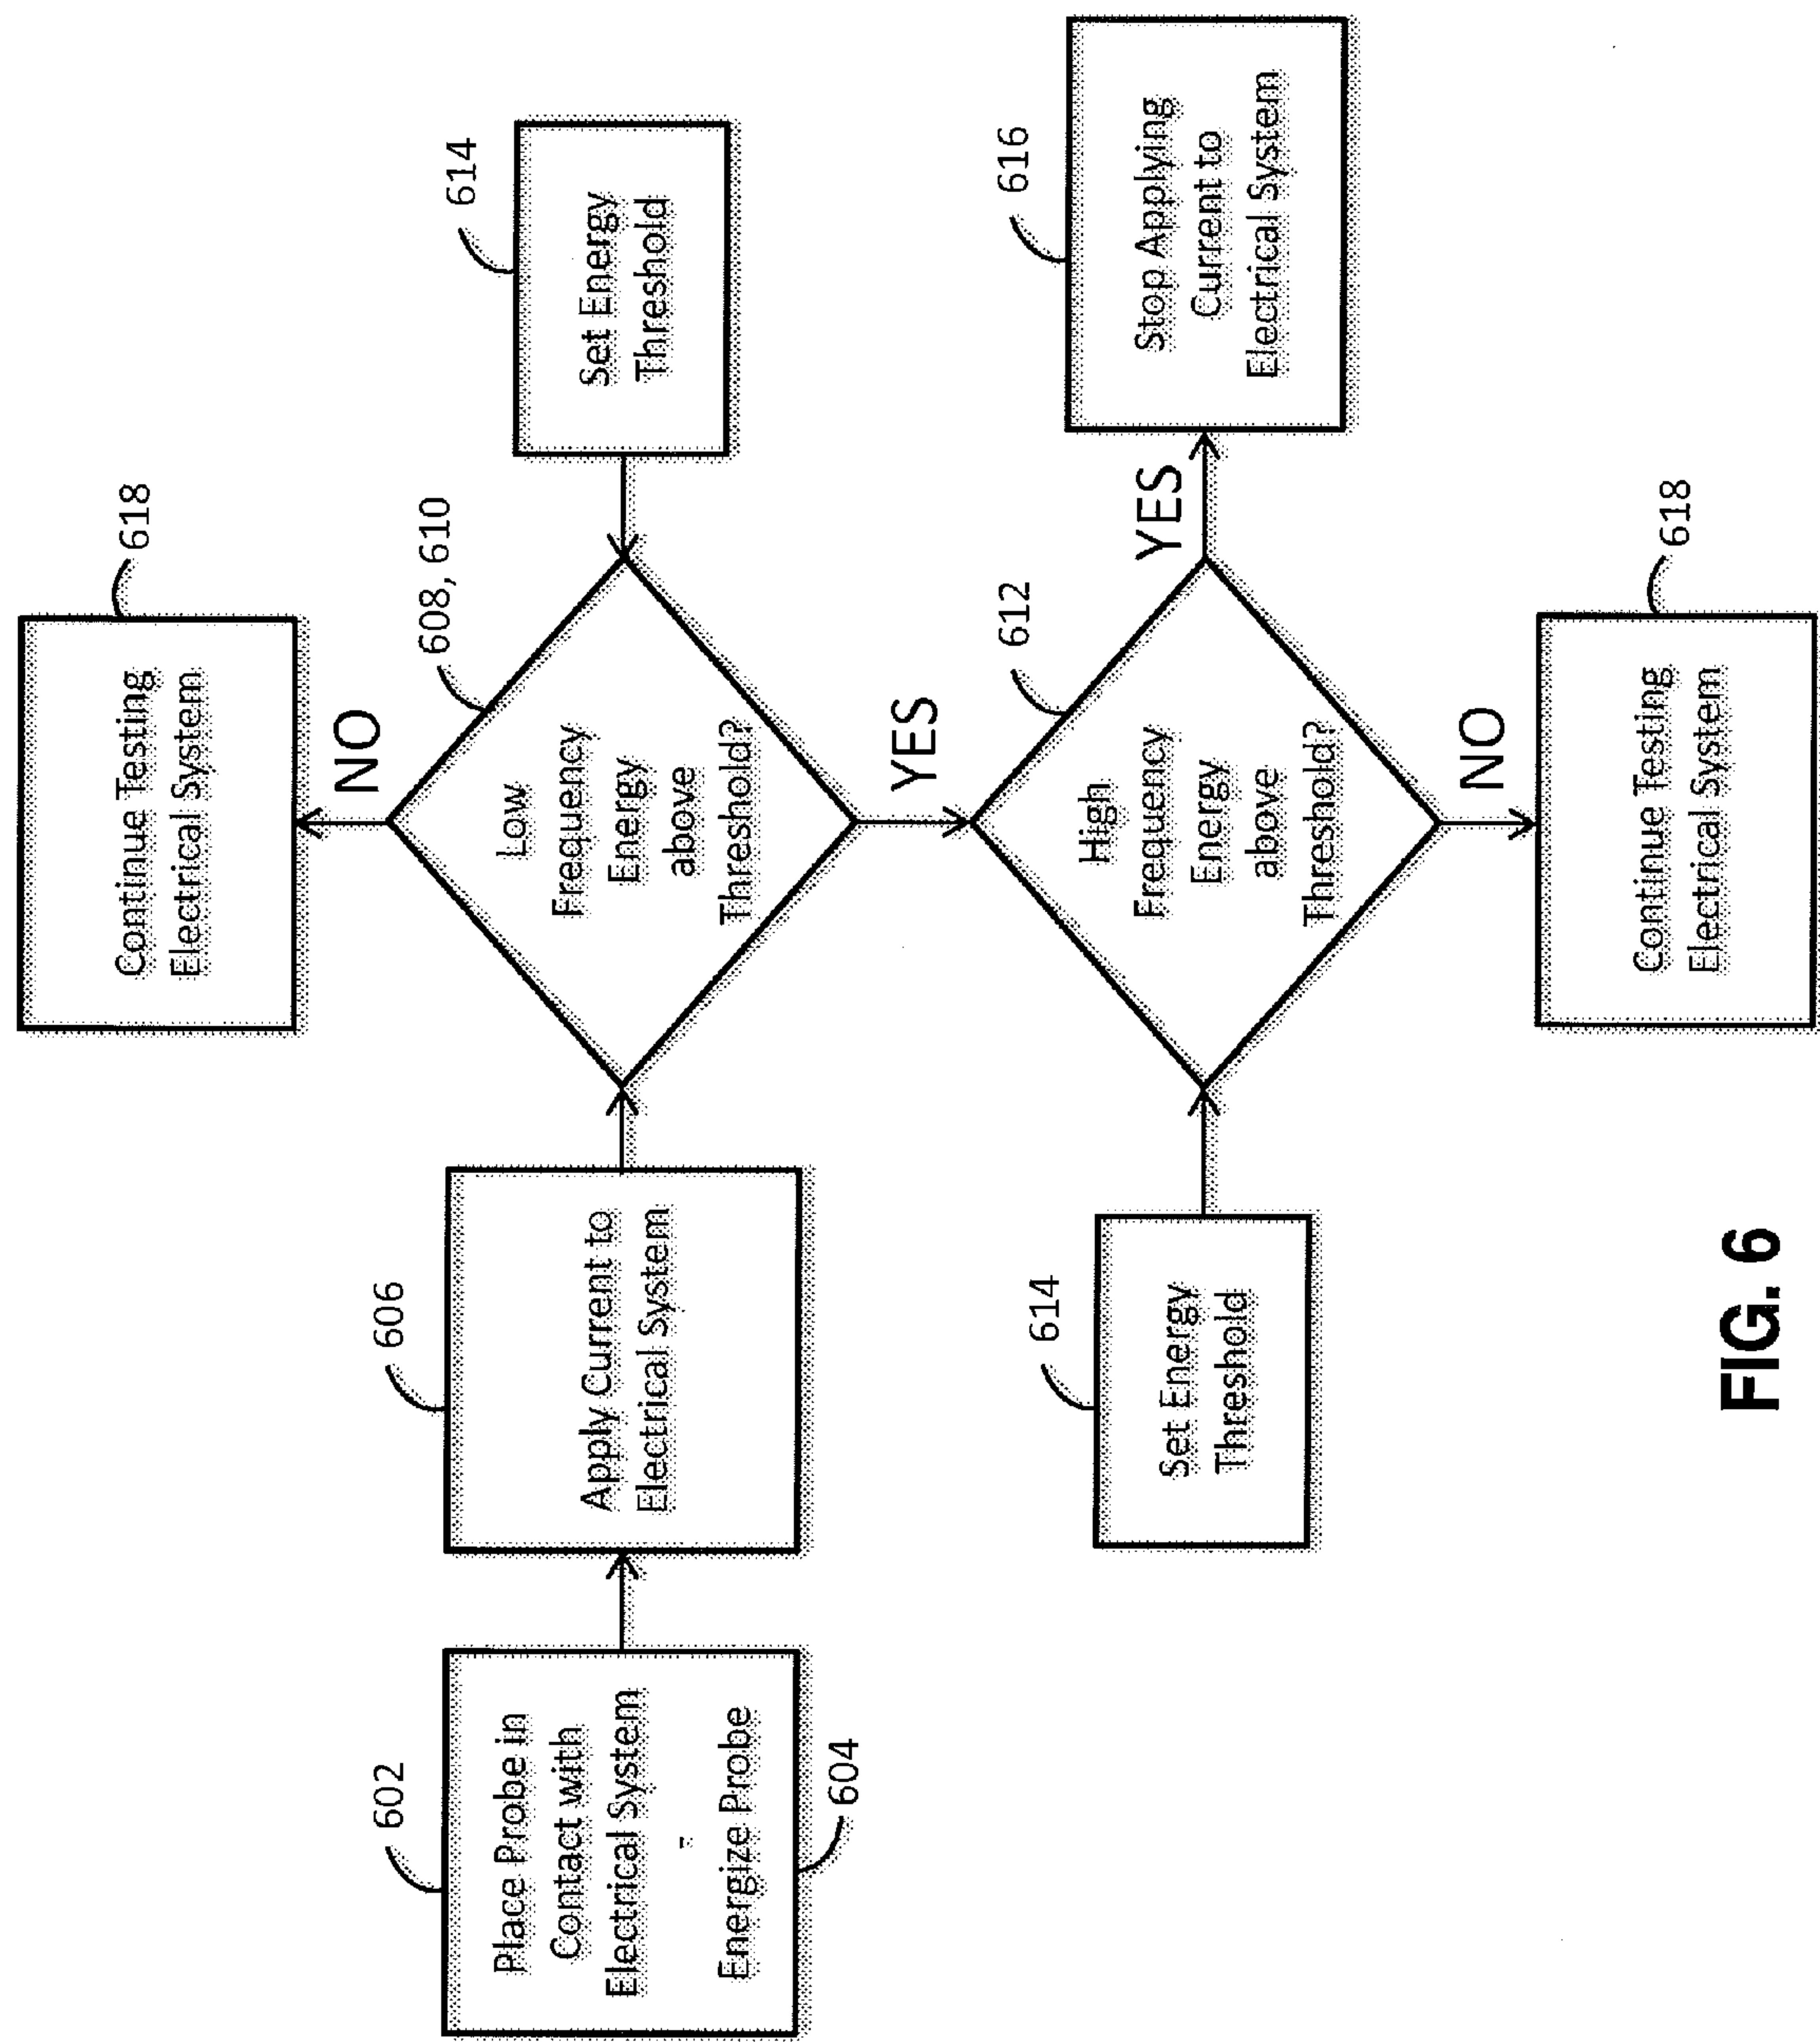 618
Continue Testing
Electrical System
NO
602
Place Probe in
Contact with
Electrical System
-
Energize Probe
604
606
Apply Current to
Electrical System
608, 610
Low
Frequency
Energy
above
Threshold?
614
Set Energy
Threshold
YES
614
Set Energy
Threshold
612
High
Frequency
Energy
above
Threshold?
YES
616
Stop Applying
Current to
Electrical System
NO
618
Continue Testing
Electrical System
FIG. 6